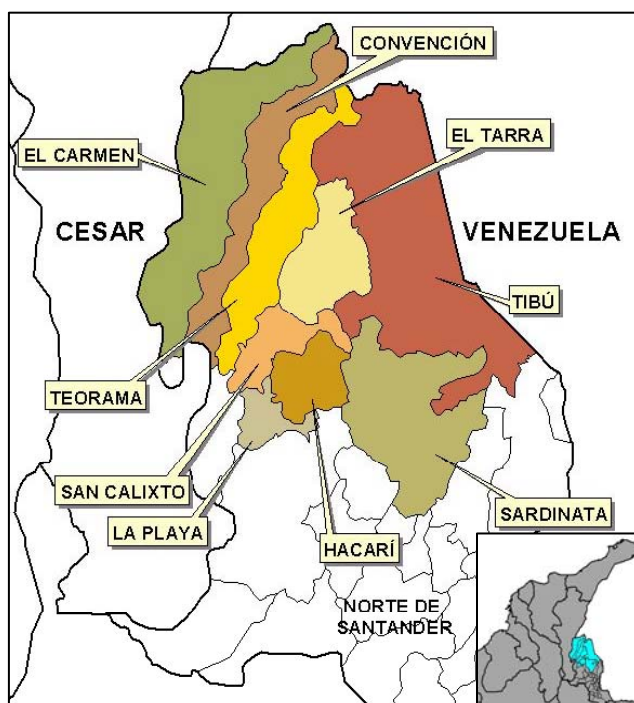 CONVENCIÓN
EL TARRA
EL CARMEN
CESAR
VENEZUELA
TIBÚ
TEORAMA
SAN CALIXTO
LA PLAYA
HACARÍ
SARDINATA
NORTE DE
SANTANDER